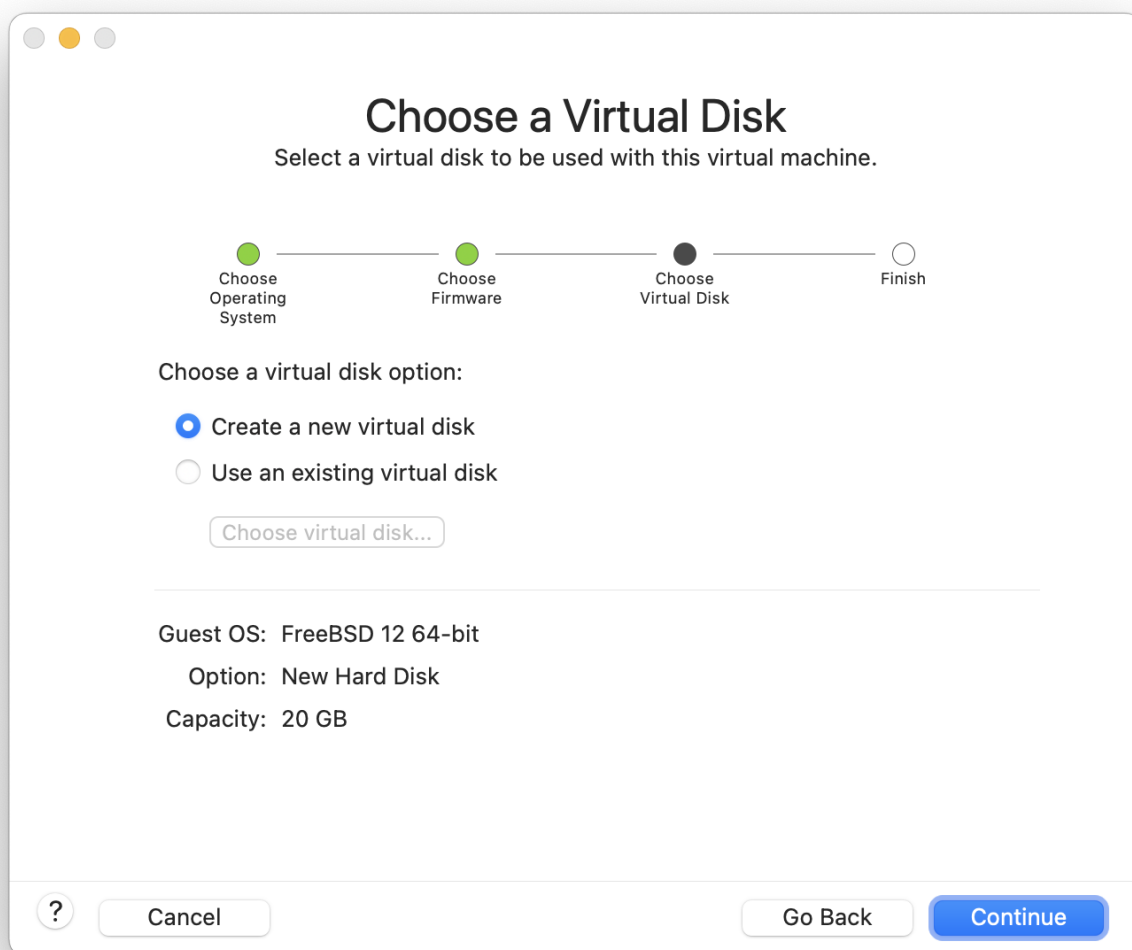 Choose a Virtual Disk
Select a virtual disk to be used with this virtual machine.
Choose
Operating
System
Choose
Firmware
Choose
Virtual Disk
Finish
Choose a virtual disk option:
Create a new virtual disk
Use an existing virtual disk
Choose virtual disk...
Guest OS: FreeBSD 12 64-bit
Option: New Hard Disk
Capacity: 20 GB
? Cancel Go Back Continue